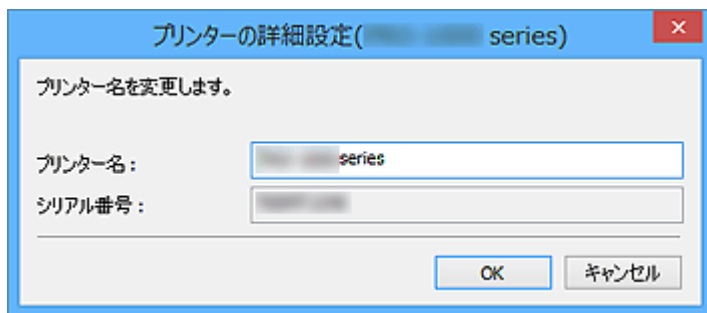 プリンターの詳細設定( series)
プリンター名を変更します。
プリンター名: series
シリアル番号:
OK キャンセル